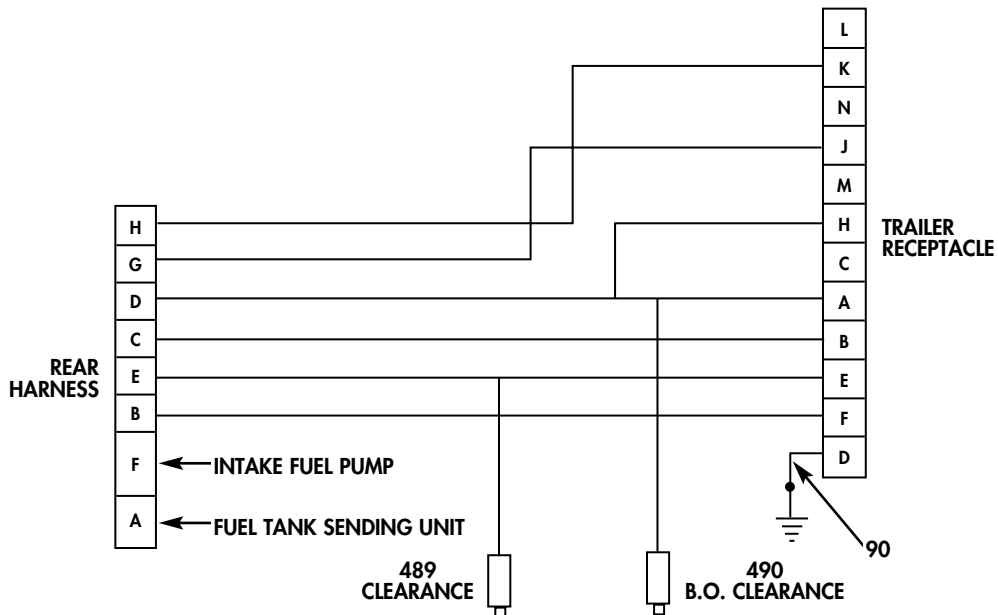 L
K
N
J
M
H
C
A
B
E
F
D
TRAILER
RECEPTACLE
H
G
D
C
E
B
F
A
REAR
HARNESS
INTAKE FUEL PUMP
FUEL TANK SENDING UNIT
489
CLEARANCE
490
B.O. CLEARANCE
90